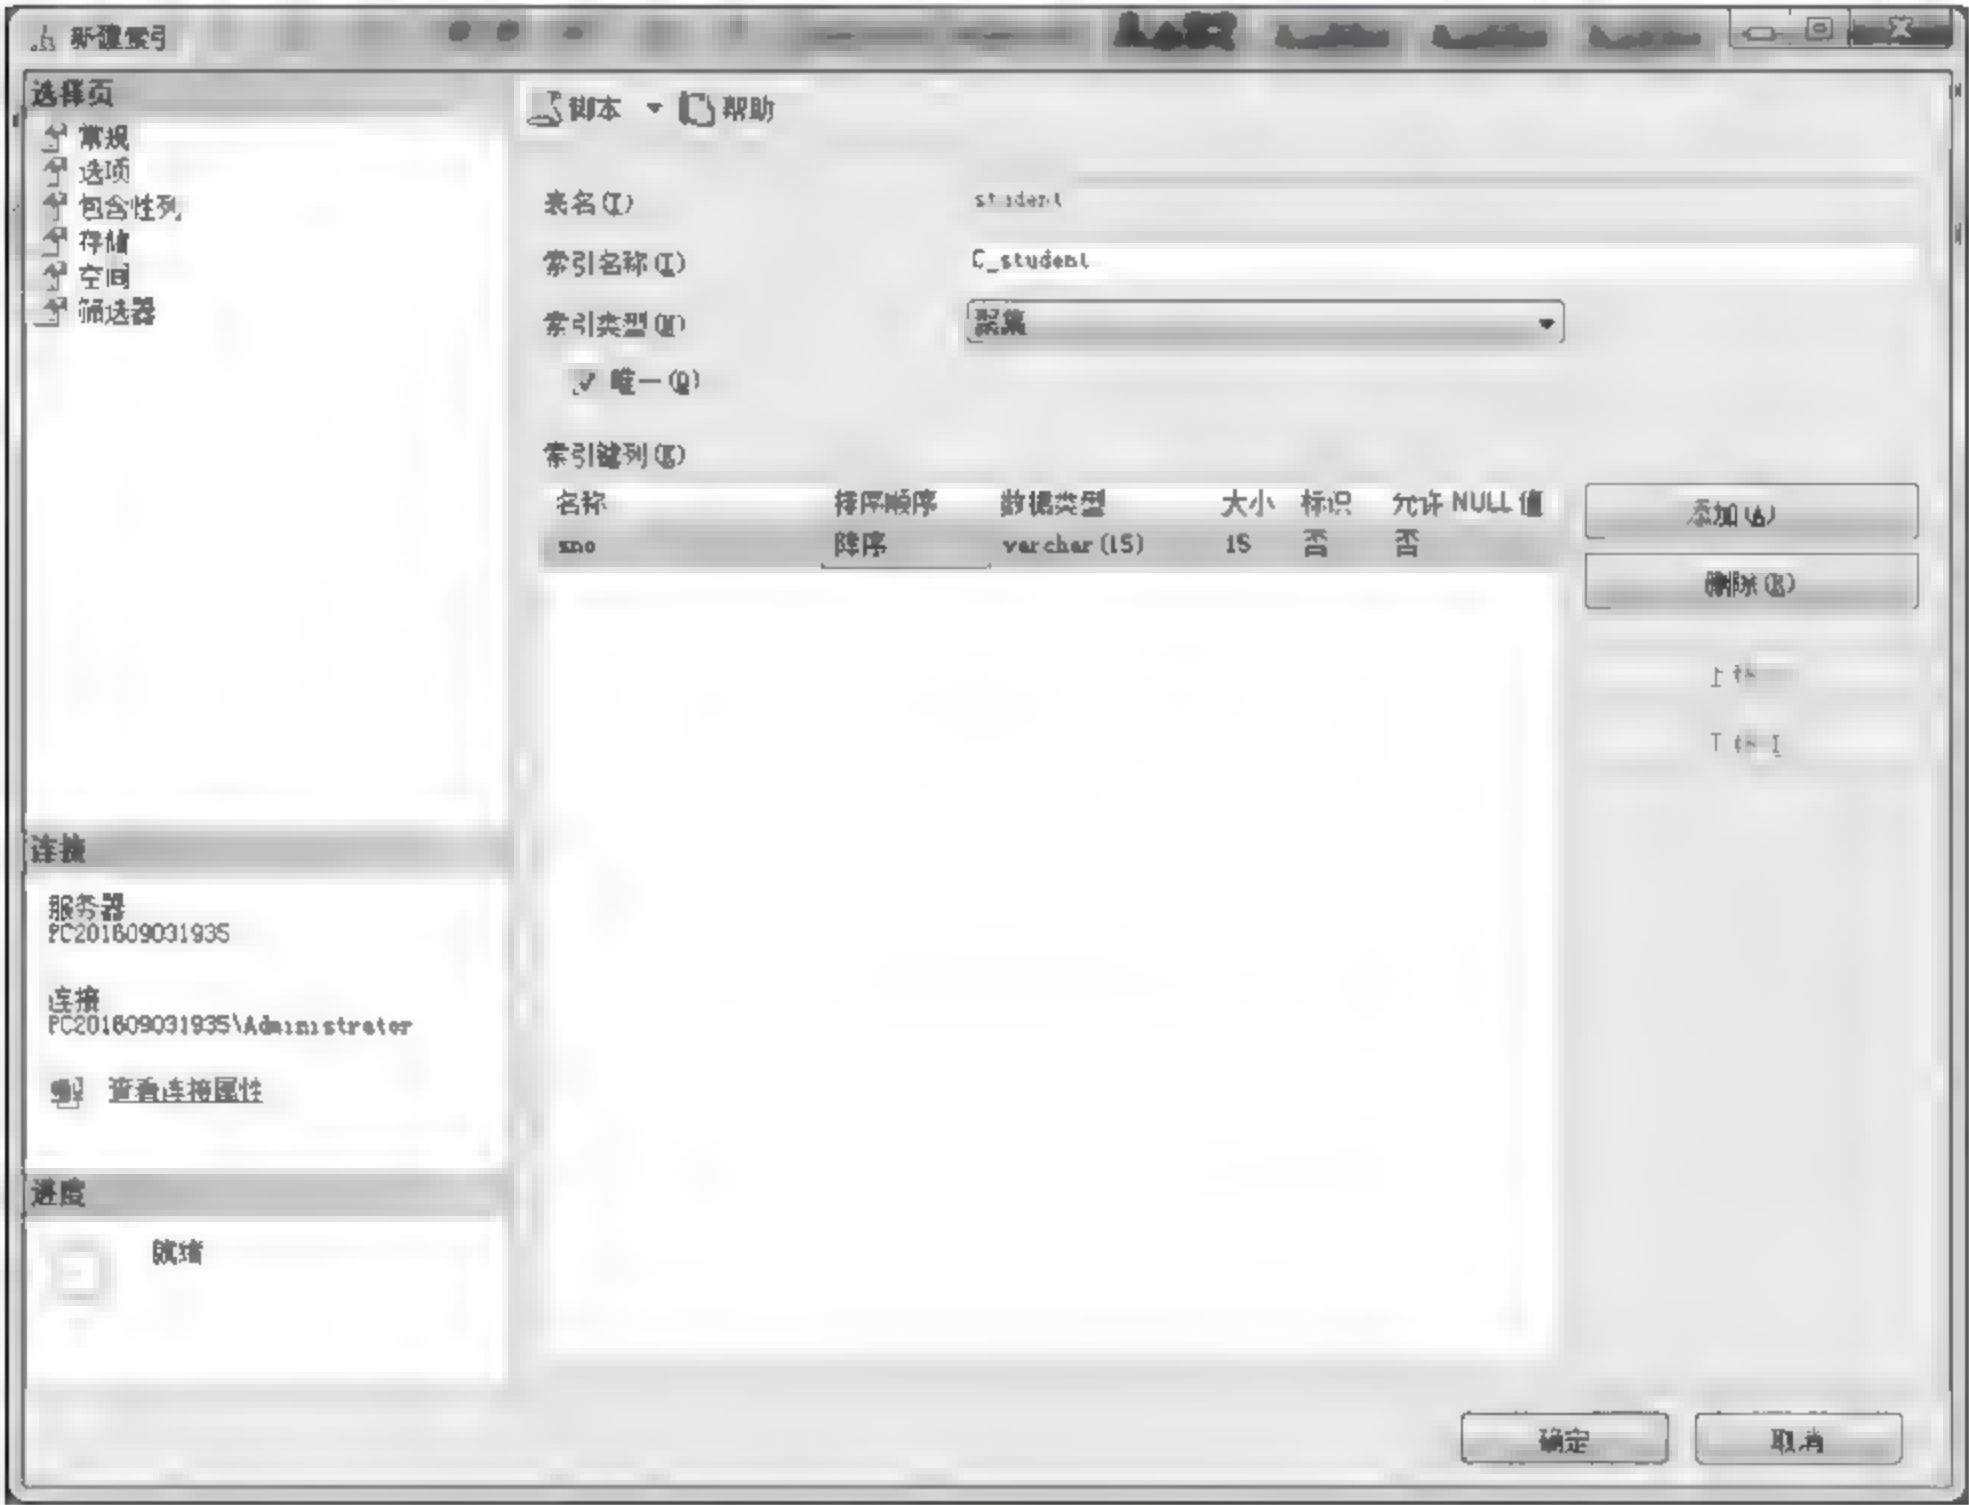 新建索引
选择页
常规
选项
包含性列
存储
空间
筛选器
脚本 帮助
表名(T)
student
索引名称(I)
C_student
索引类型(N)
聚集
唯一(Q)
索引键列(E)
名称 排序顺序 数据类型 大小 标识 允许 NULL 值
sno 降序 varchar(15) 15 否 否
添加(A)
删除(R)
连接
服务器
PC201609031935
连接
PC201609031935\Administrator
查看连接属性
进度
就绪
确定 取消